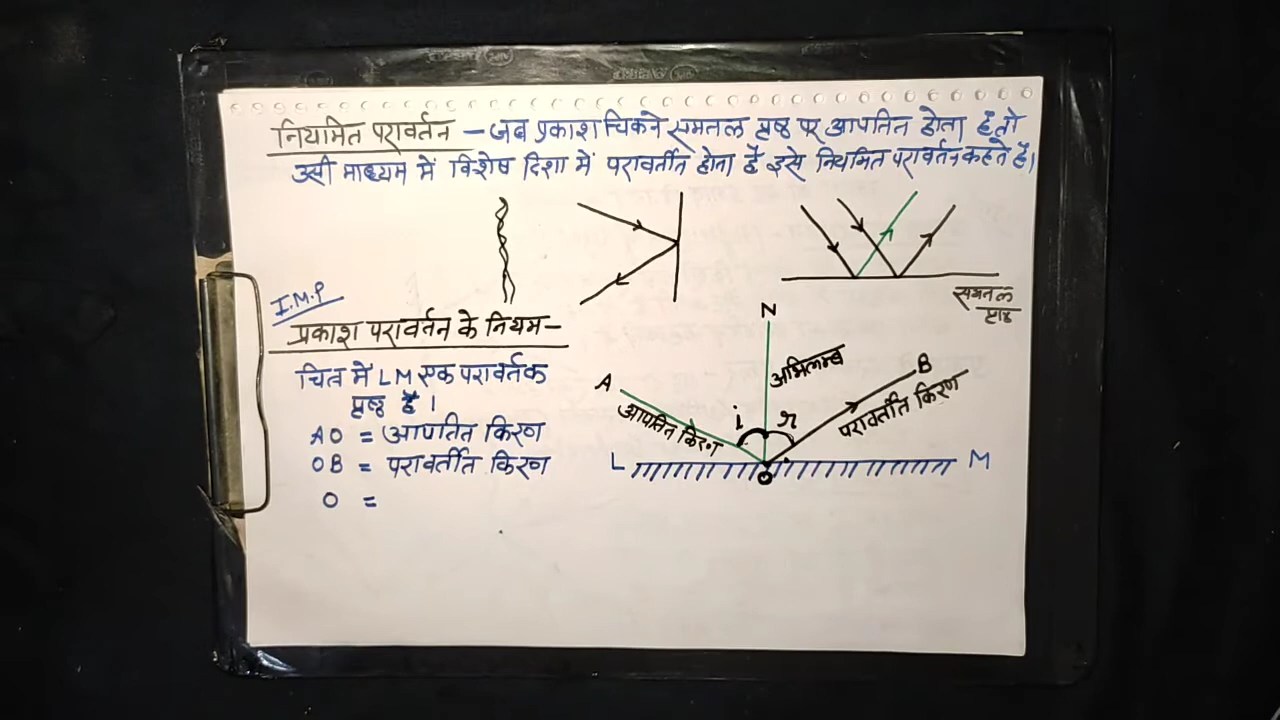 नियमित परावर्तन - जब प्रकाश चिकने समतल पृष्ठ पर आपतित होता है, तो
उसी माध्यम में विशेष दिशा में परावर्तीत होता है इसे नियमित परावर्तन कहते है।
समतल
पृष्ठ
I.M.P
प्रकाश परावर्तन के नियम-
चित्र में LM एक परावर्तक
पृष्ठ है।
AO = आपतित किरण
OB = परावर्तीत किरण
O =
N
अभिलम्ब
A
आपतित किरण
i
r
B
परावर्तीत किरण
L
O
M